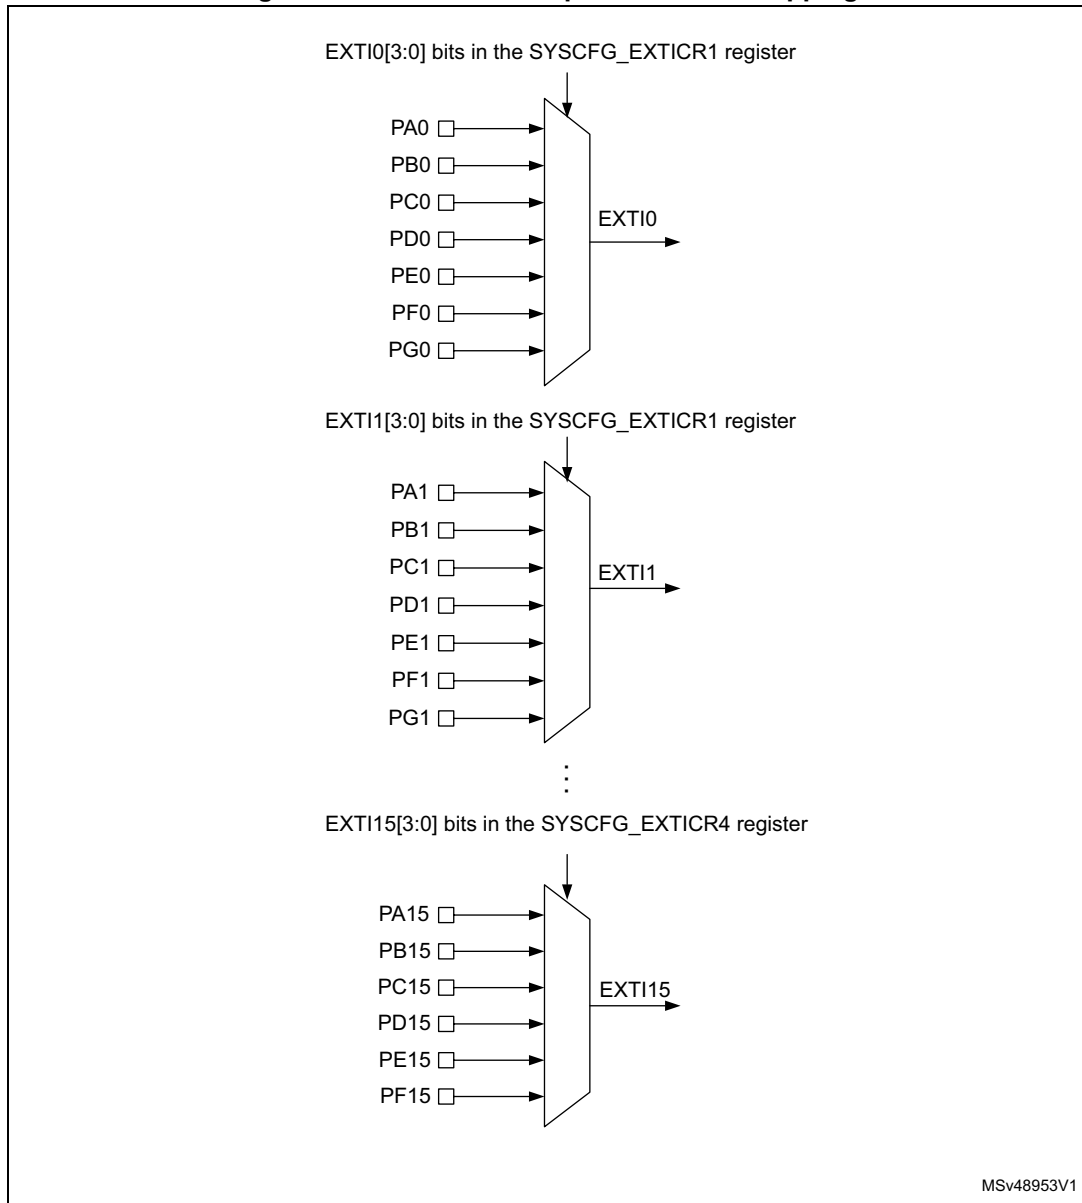 EXTI0[3:0] bits in the SYSCFG_EXTICR1 register
PA0
PB0
PC0
PD0
PE0
PF0
PG0
EXTI0
EXTI1[3:0] bits in the SYSCFG_EXTICR1 register
PA1
PB1
PC1
PD1
PE1
PF1
PG1
EXTI1
EXTI15[3:0] bits in the SYSCFG_EXTICR4 register
PA15
PB15
PC15
PD15
PE15
PF15
EXTI15
MSv48953V1